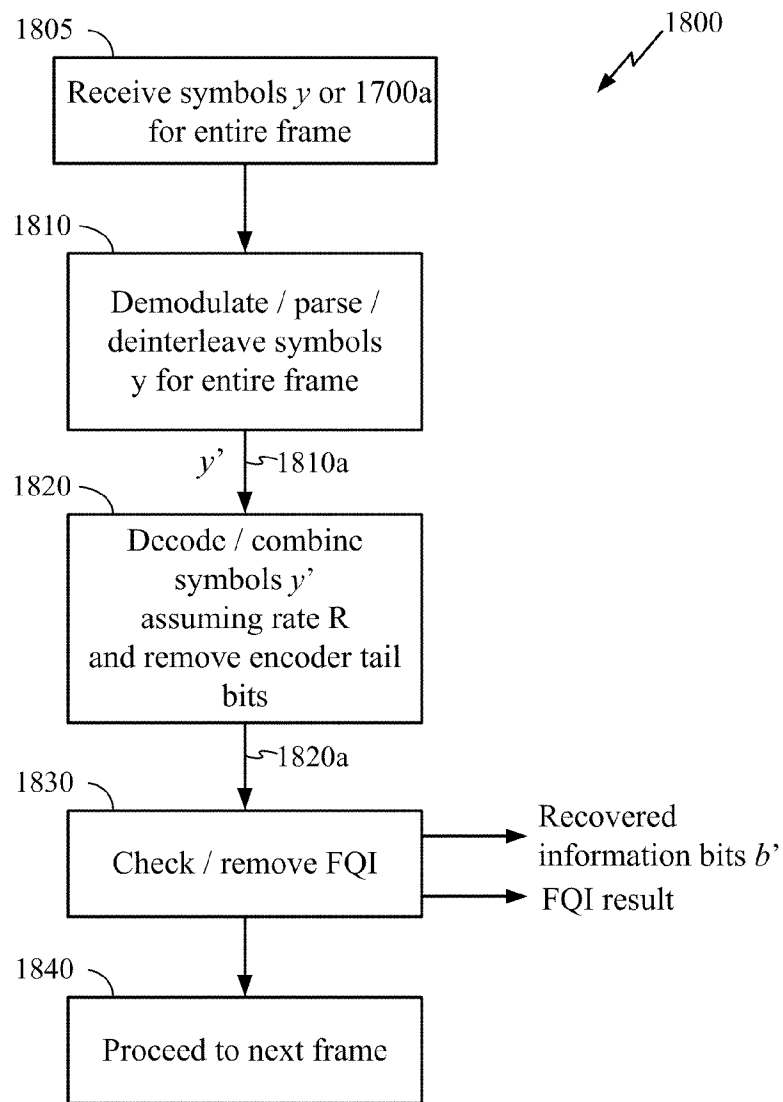 1805
1800
Receive symbols y or 1700a
for entire frame
1810
Demodulate / parse /
deinterleave symbols
y for entire frame
y’
1810a
1820
Decode / combine
symbols y’
assuming rate R
and remove encoder tail
bits
1820a
1830
Check / remove FQI
Recovered
information bits b’
FQI result
1840
Proceed to next frame